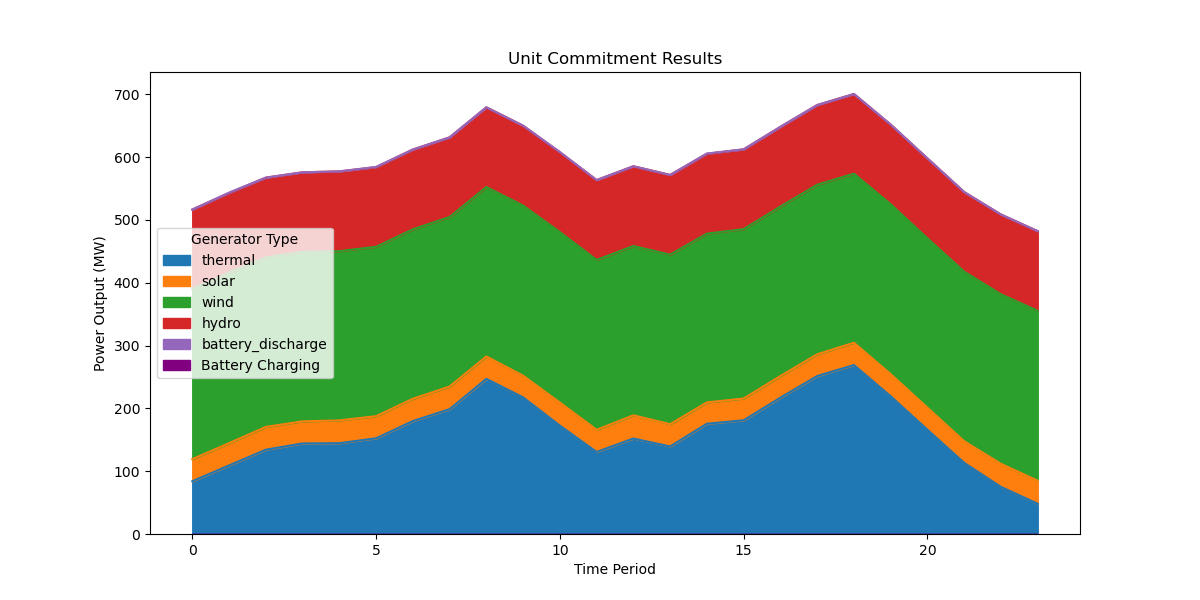 Unit Commitment Results
Power Output (MW)
700
600
500
400
300
200
100
0
Generator Type
thermal
solar
wind
hydro
battery_discharge
Battery Charging
0 5 10 15 20
Time Period